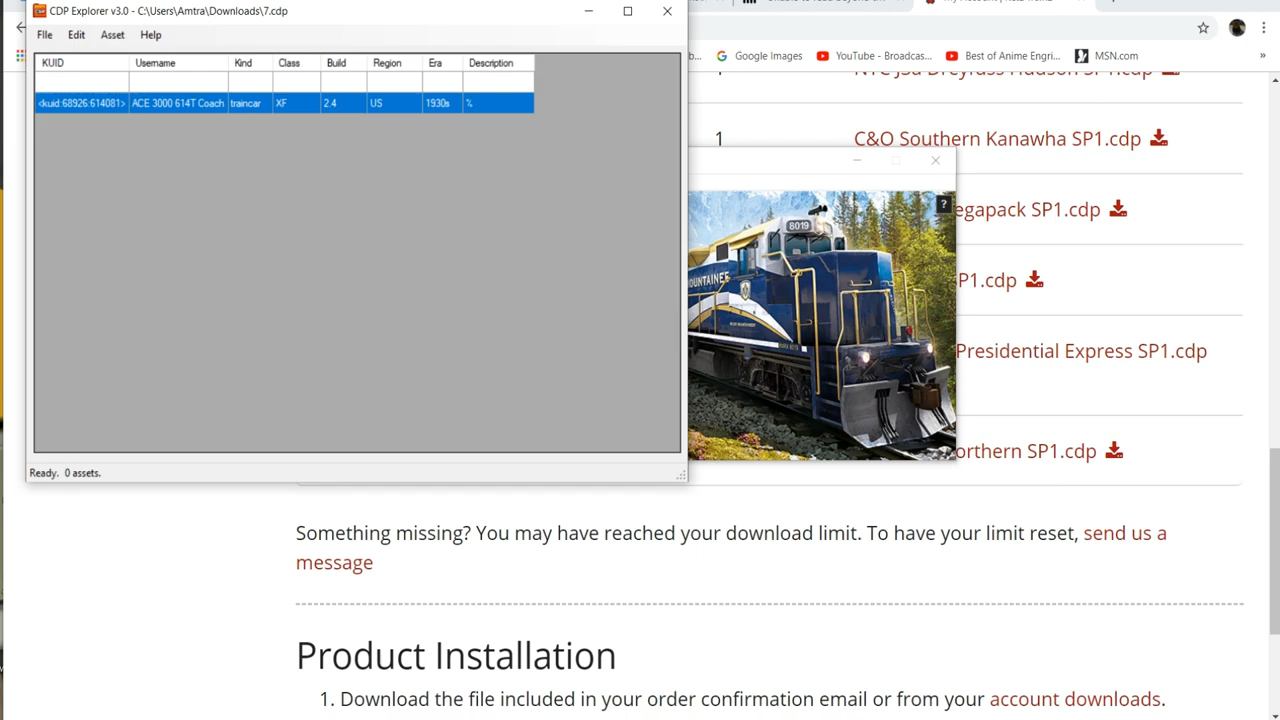 CDP Explorer v3.0 - C:\Users\Amtra\Downloads\7.cdp
File Edit Asset Help
KUID Username Kind Class Build Region Era Description
<kuid:68926:614081> ACE 3000 614T Coach traincar XF 2.4 US 1930s %
Ready. 0 assets.
Google Images YouTube - Broadcas... Best of Anime Engri... MSN.com »
1 C&O Southern Kanawha SP1.cdp
egapack SP1.cdp
P1.cdp
Presidential Express SP1.cdp
orthern SP1.cdp
?
8019
Something missing? You may have reached your download limit. To have your limit reset, send us a
message
Product Installation
1. Download the file included in your order confirmation email or from your account downloads.